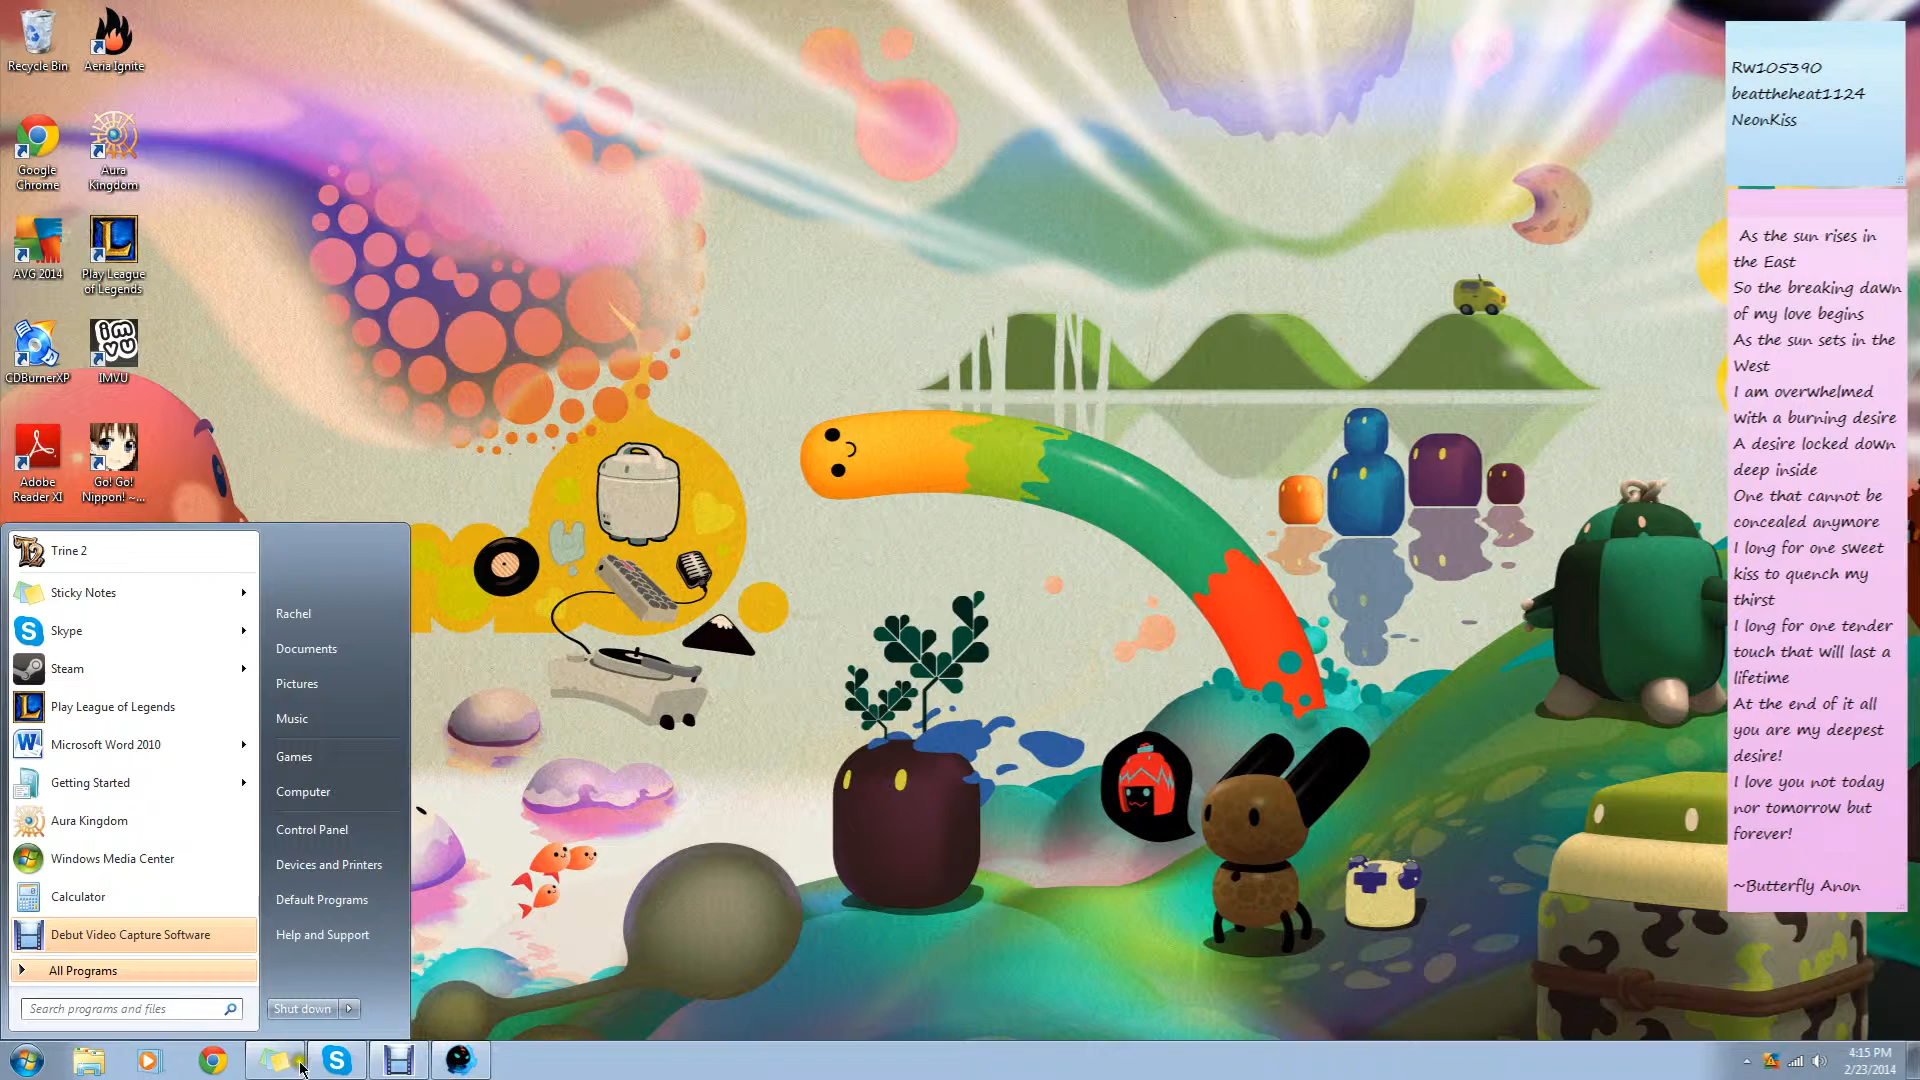 Recycle Bin
Aeria Ignite
Google
Chrome
Aura
Kingdom
AVG 2014
Play League
of Legends
CDBurnerXP
IMVU
Adobe
Reader XI
Go! Go!
Nippon! ~...
Trine 2
Sticky Notes
Skype
Steam
Play League of Legends
Microsoft Word 2010
Getting Started
Aura Kingdom
Windows Media Center
Calculator
Debut Video Capture Software
All Programs
Search programs and files
Rachel
Documents
Pictures
Music
Games
Computer
Control Panel
Devices and Printers
Default Programs
Help and Support
Shut down
RW105390
beattheheat1124
NeonKiss
As the sun rises in
the East
So the breaking dawn
of my love begins
As the sun sets in the
West
I am overwhelmed
with a burning desire
A desire locked down
deep inside
One that cannot be
concealed anymore
I long for one sweet
kiss to quench my
thirst
I long for one tender
touch that will last a
lifetime
At the end of it all
you are my deepest
desire!
I love you not today
nor tomorrow but
forever!
~Butterfly Anon
4:15 PM
2/23/2014